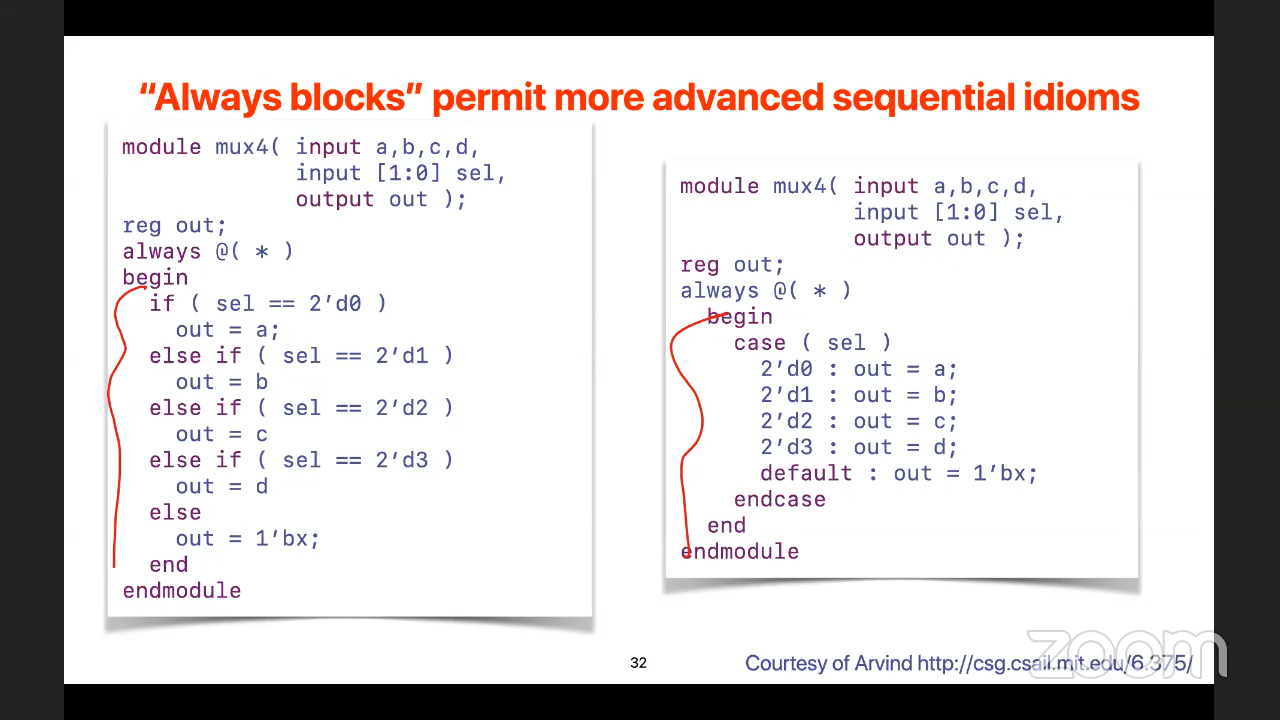 “Always blocks” permit more advanced sequential idioms
module mux4( input a,b,c,d,
input [1:0] sel,
output out );
reg out;
always @( * )
begin
if ( sel == 2’d0 )
out = a;
else if ( sel == 2’d1 )
out = b
else if ( sel == 2’d2 )
out = c
else if ( sel == 2’d3 )
out = d
else
out = 1’bx;
end
endmodule
module mux4( input a,b,c,d,
input [1:0] sel,
output out );
reg out;
always @( * )
begin
case ( sel )
2’d0 : out = a;
2’d1 : out = b;
2’d2 : out = c;
2’d3 : out = d;
default : out = 1’bx;
endcase
end
endmodule
32
Courtesy of Arvind http://csg.csail.mit.edu/6.375/
zoom